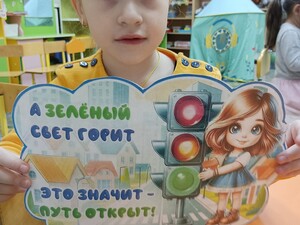 А ЗЕЛЁНЫЙ
СВЕТ ГОРИТ
ЭТО ЗНАЧИТ -
ПУТЬ ОТКРЫТ!